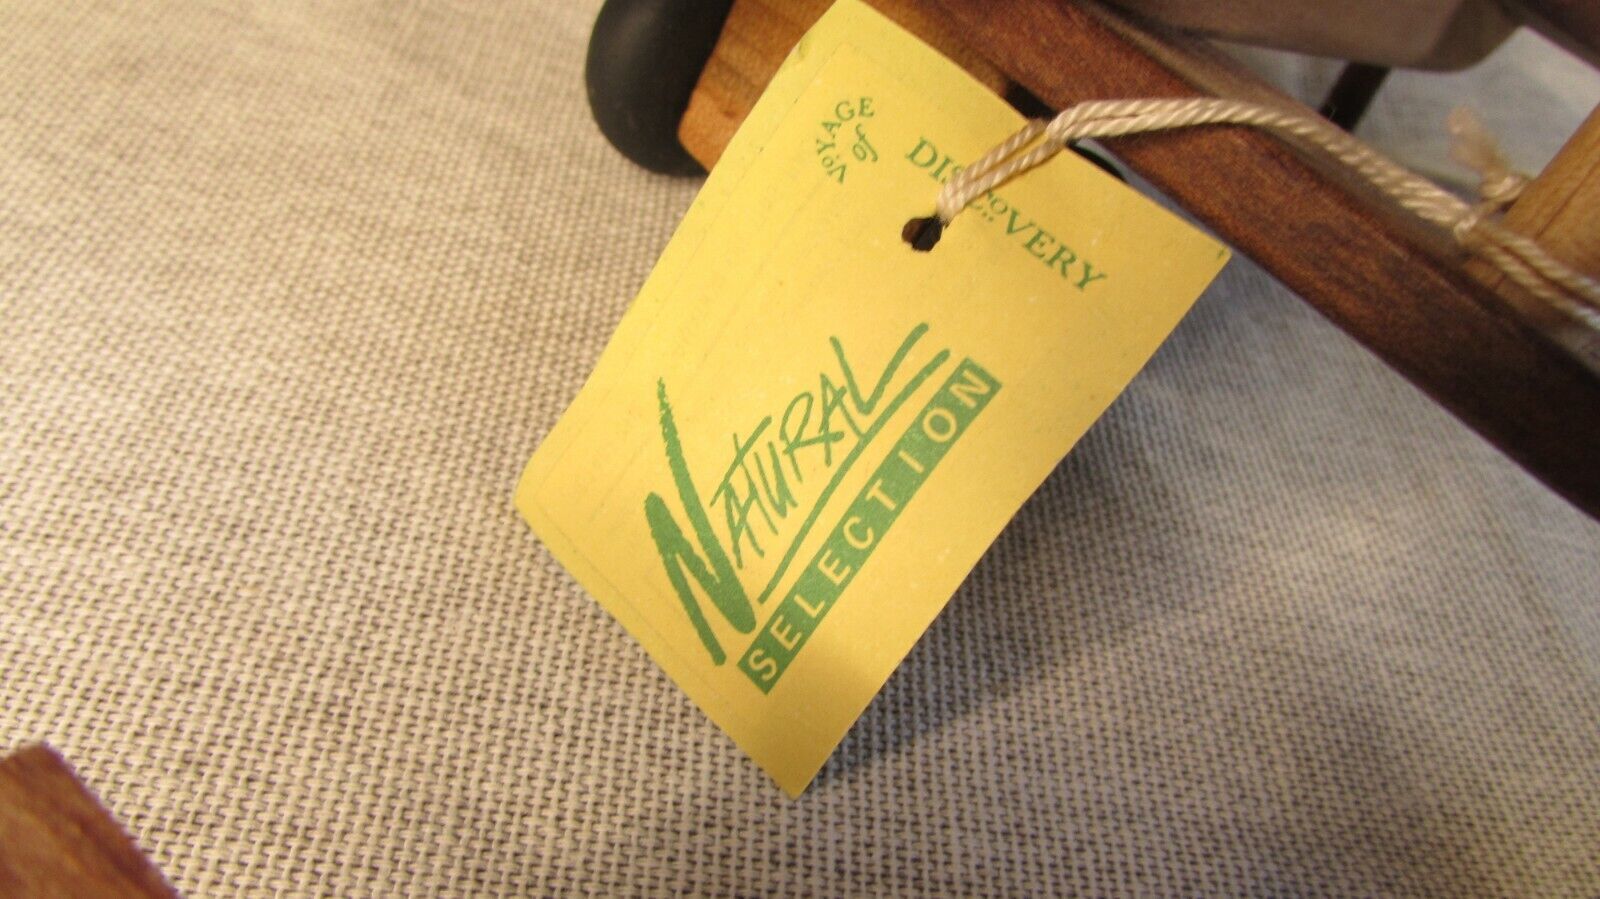 VOYAGE
of
DISCOVERY
NATURAL
SELECTION